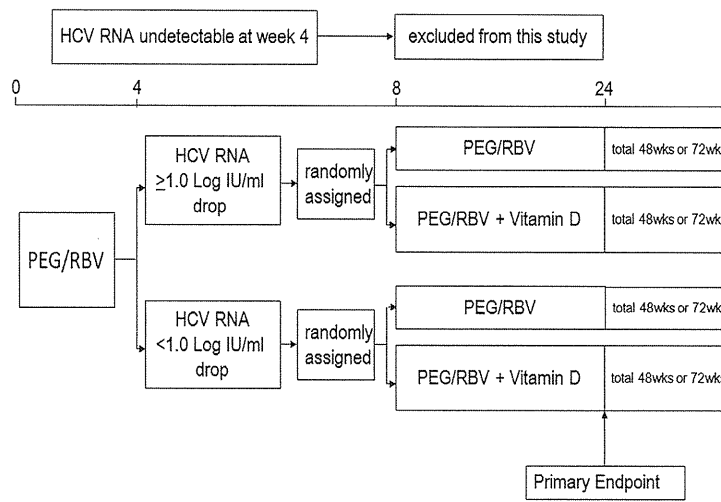 HCV RNA undetectable at week 4
excluded from this study
0
4
8
24
PEG/RBV
HCV RNA
≥1.0 Log IU/ml
drop
randomly
assigned
PEG/RBV
total 48wks or 72wk
PEG/RBV + Vitamin D
total 48wks or 72wk
HCV RNA
<1.0 Log IU/ml
drop
randomly
assigned
PEG/RBV
total 48wks or 72wk
PEG/RBV + Vitamin D
total 48wks or 72wk
Primary Endpoint